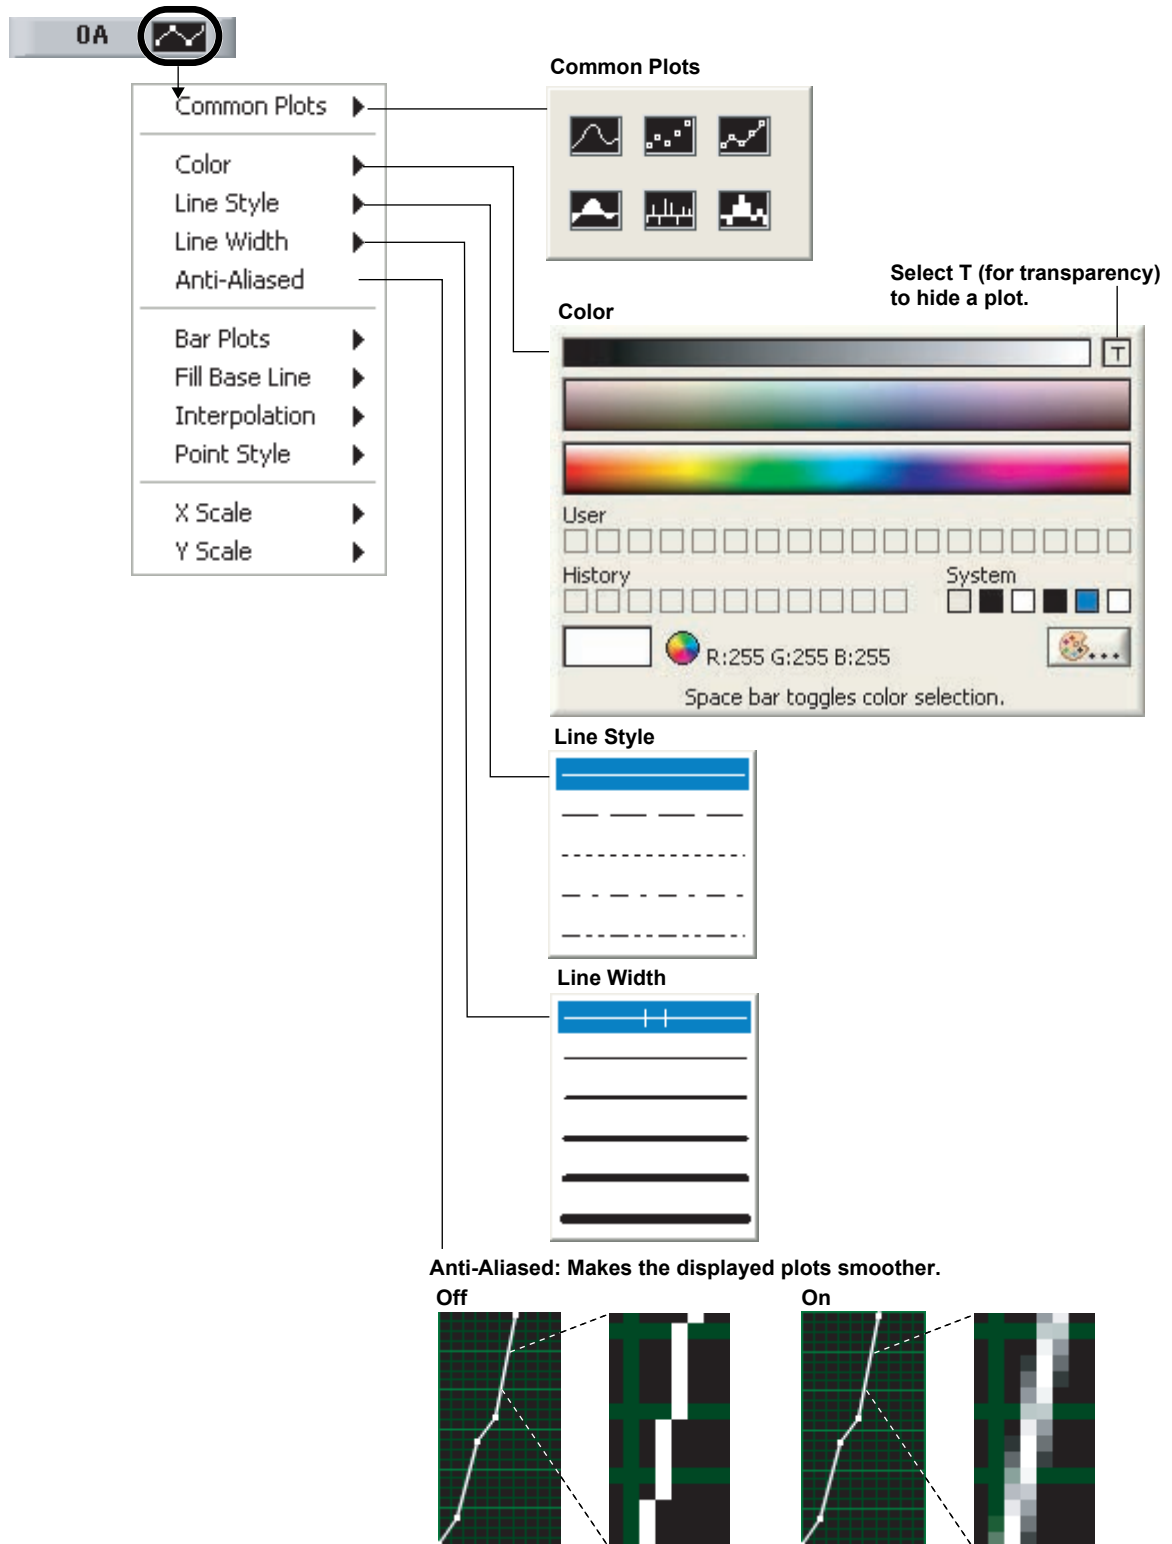 0A
Common Plots
Color
Line Style
Line Width
Anti-Aliased
Bar Plots
Fill Base Line
Interpolation
Point Style
X Scale
Y Scale
Common Plots
Select T (for transparency)
to hide a plot.
Color
T
User
History
System
R:255 G:255 B:255
...
Space bar toggles color selection.
Line Style
Line Width
Anti-Aliased: Makes the displayed plots smoother.
Off
On